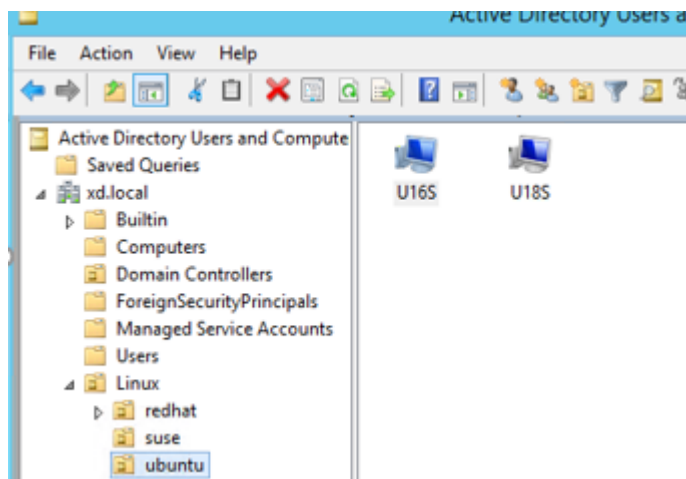 Active Directory Users a
File Action View Help
Active Directory Users and Compute
Saved Queries
xd.local
Builtin
Computers
Domain Controllers
ForeignSecurityPrincipals
Managed Service Accounts
Users
Linux
redhat
suse
ubuntu
U16S U18S